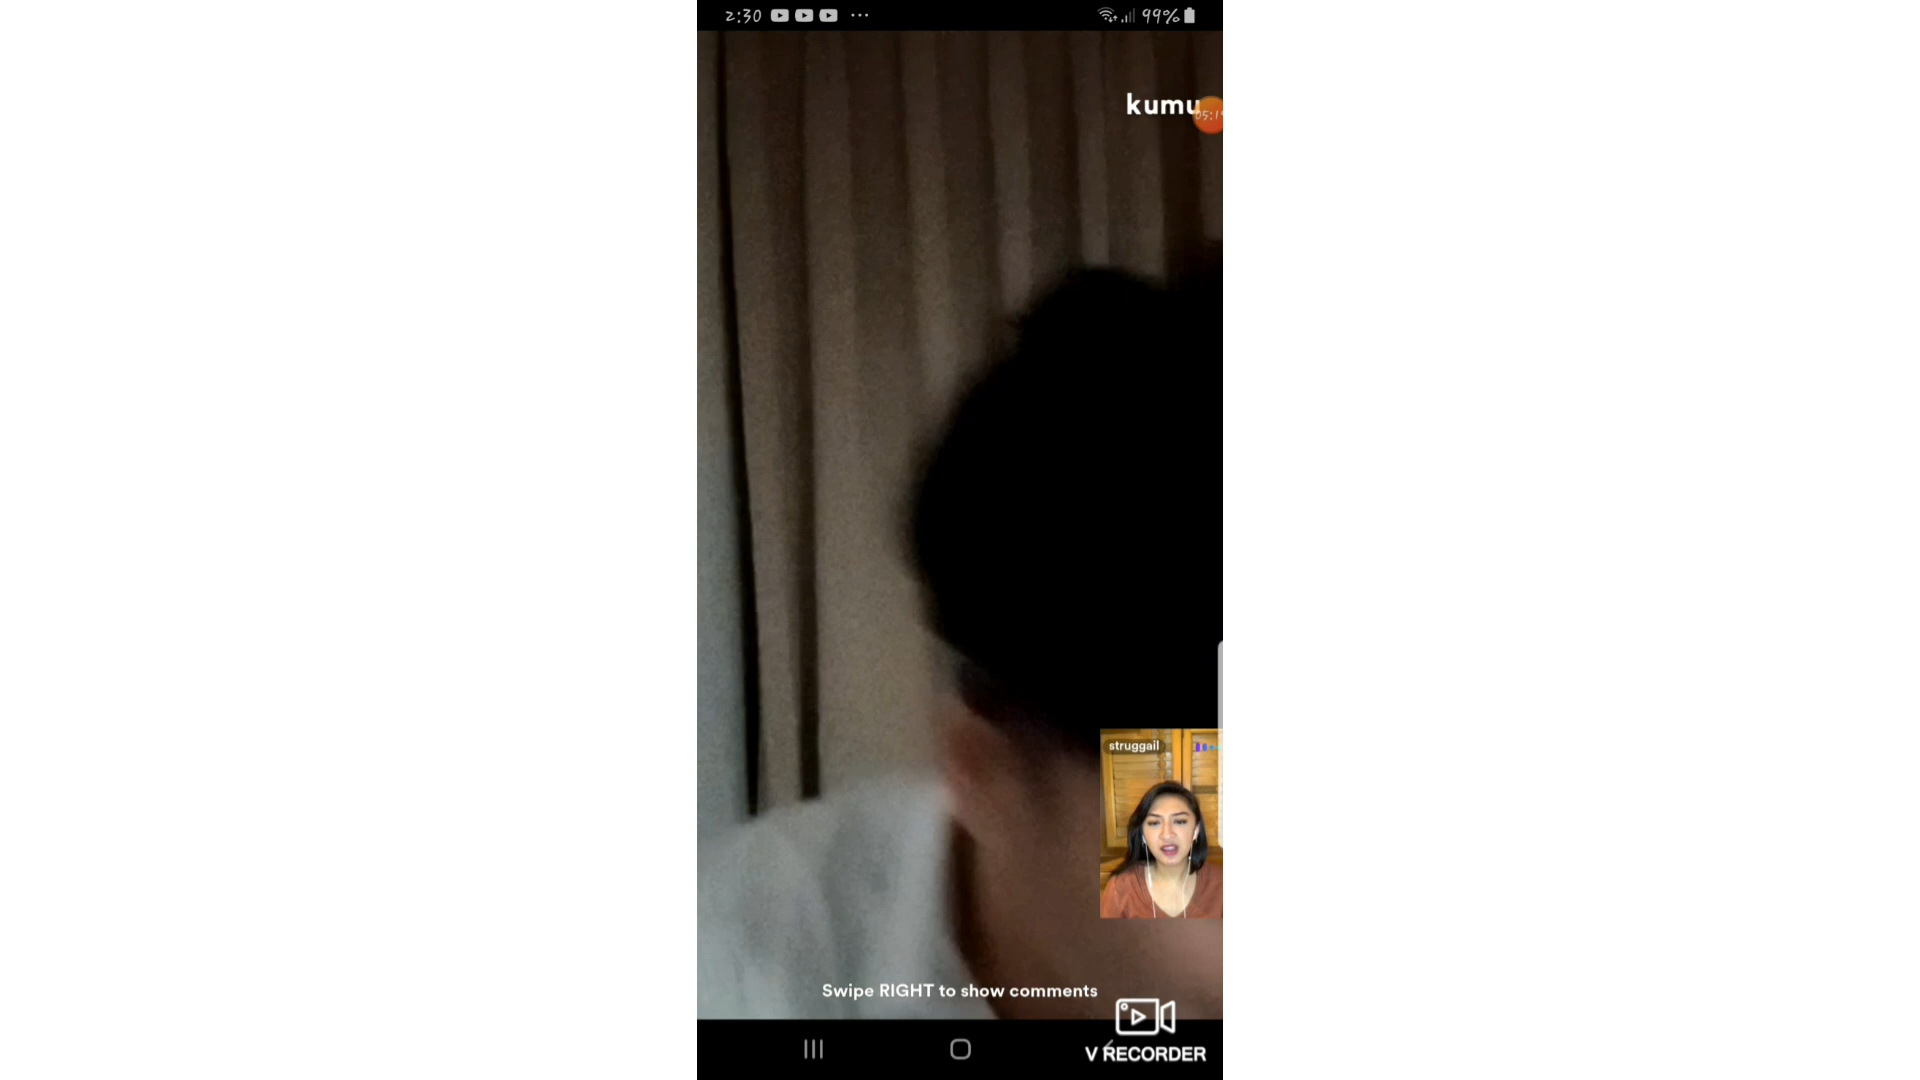 2:30
99%
kumu
struggail
Swipe RIGHT to show comments
V RECORDER